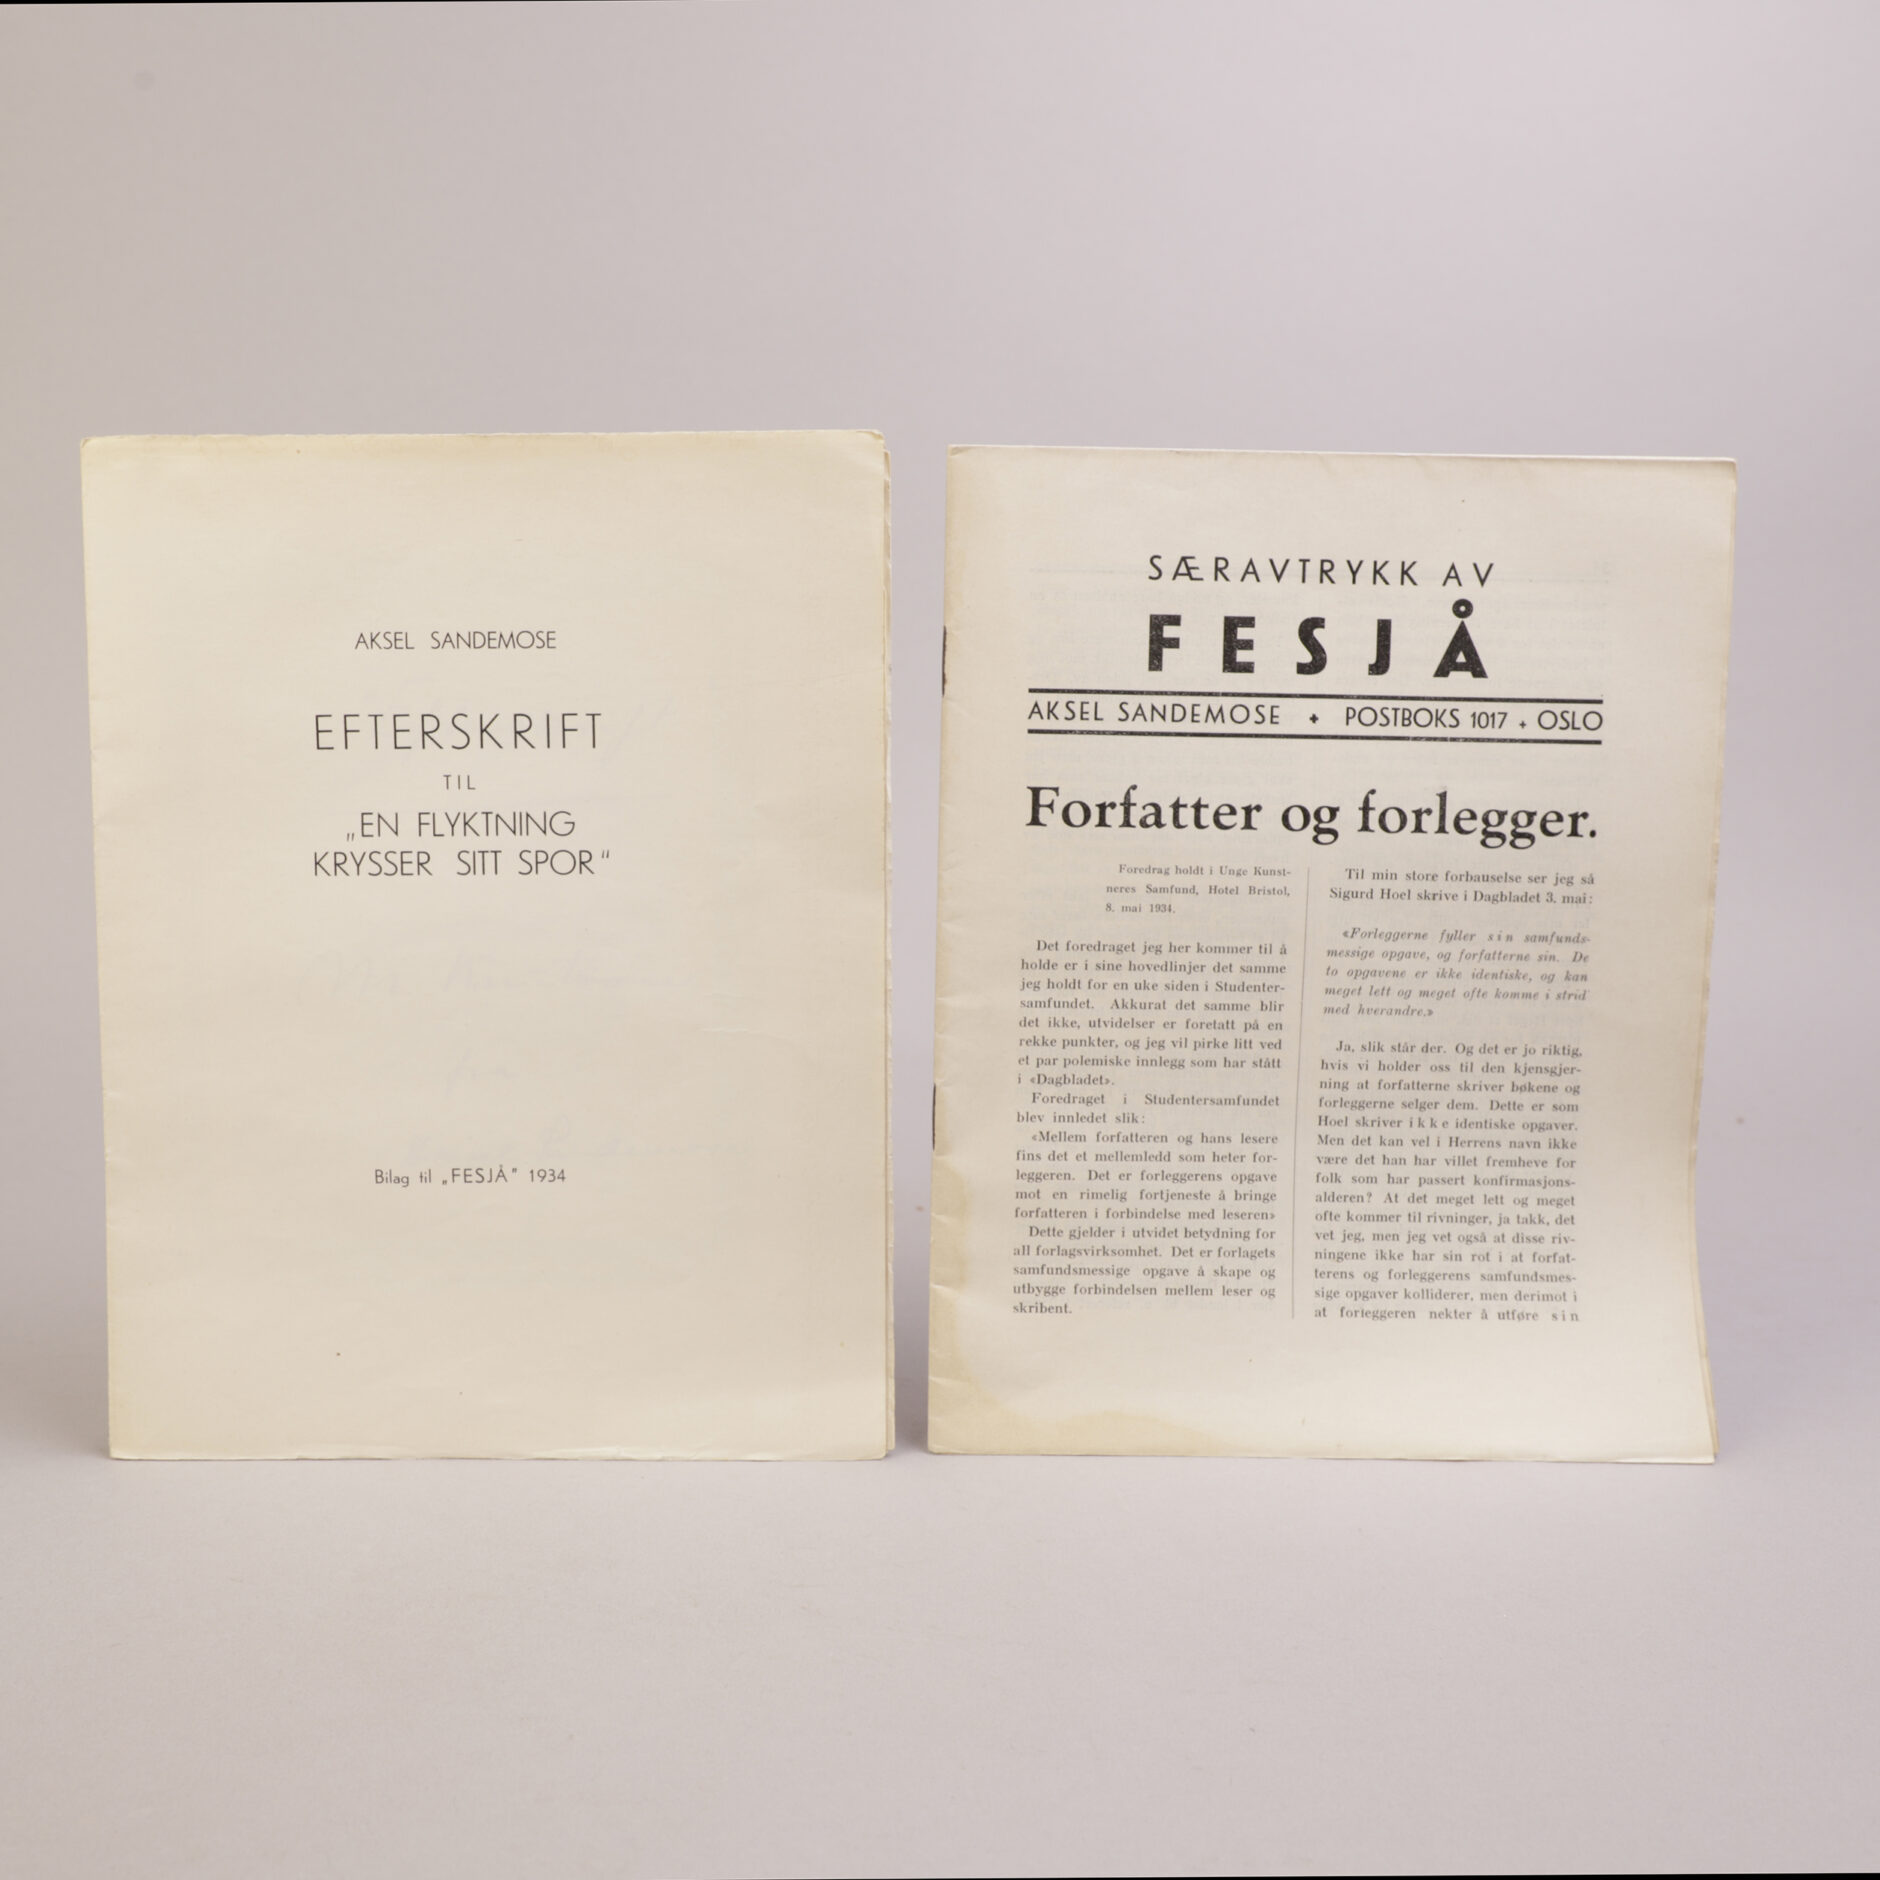 AKSEL SANDEMOSE
EFTERSKRIFT
TIL
„EN FLYKTNING
KRYSSER SITT SPOR"
Bilag til „FESJÅ" 1934
SÆRAVTRYKK AV
FESJÅ
AKSEL SANDEMOSE + POSTBOKS 1017 + OSLO
Forfatter og forlegger.
Foredrag holdt i Unge Kunst-
neres Samfund, Hotel Bristol,
8. mai 1934.
Det foredraget jeg her kommer til å
holde er i sine hovedlinjer det samme
jeg holdt for en uke siden i Studenter-
samfundet. Akkurat det samme blir
det ikke, utvidelser er foretatt på en
rekke punkter, og jeg vil pirke litt ved
et par polemiske innlegg som har stått
i «Dagbladet».
Foredraget i Studentersamfundet
blev innledet slik:
«Mellem forfatteren og hans lesere
fins det et mellemledd som heter for-
leggeren. Det er forleggerens opgave
mot en rimelig fortjeneste å bringe
forfatteren i forbindelse med leseren»
Dette gjelder i utvidet betydning for
all forlagsvirksomhet. Det er forlagets
samfundsmessige opgave å skape og
utbygge forbindelsen mellem leser og
skribent.
Til min store forbauselse ser jeg så
Sigurd Hoel skrive i Dagbladet 3. mai:
«Forleggerne fyller sin samfunds-
messige opgave, og forfatterne sin. De
to opgavene er ikke identiske, og kan
meget lett og meget ofte komme i strid
med hverandre.»
Ja, slik står der. Og det er jo riktig,
hvis vi holder oss til den kjensgjer-
ning at forfatterne skriver bøkene og
forleggerne selger dem. Dette er som
Hoel skriver ikke identiske opgaver.
Men det kan vel i Herrens navn ikke
være det han har villet fremheve for
folk som har passert konfirmasjons-
alderen? At det meget lett og meget
ofte kommer til rivninger, ja takk, det
vet jeg, men jeg vet også at disse riv-
ningene ikke har sin rot i at forfat-
terens og forleggerens samfundsmes-
sige opgaver kolliderer, men derimot i
at forleggeren nekter å utføre sin